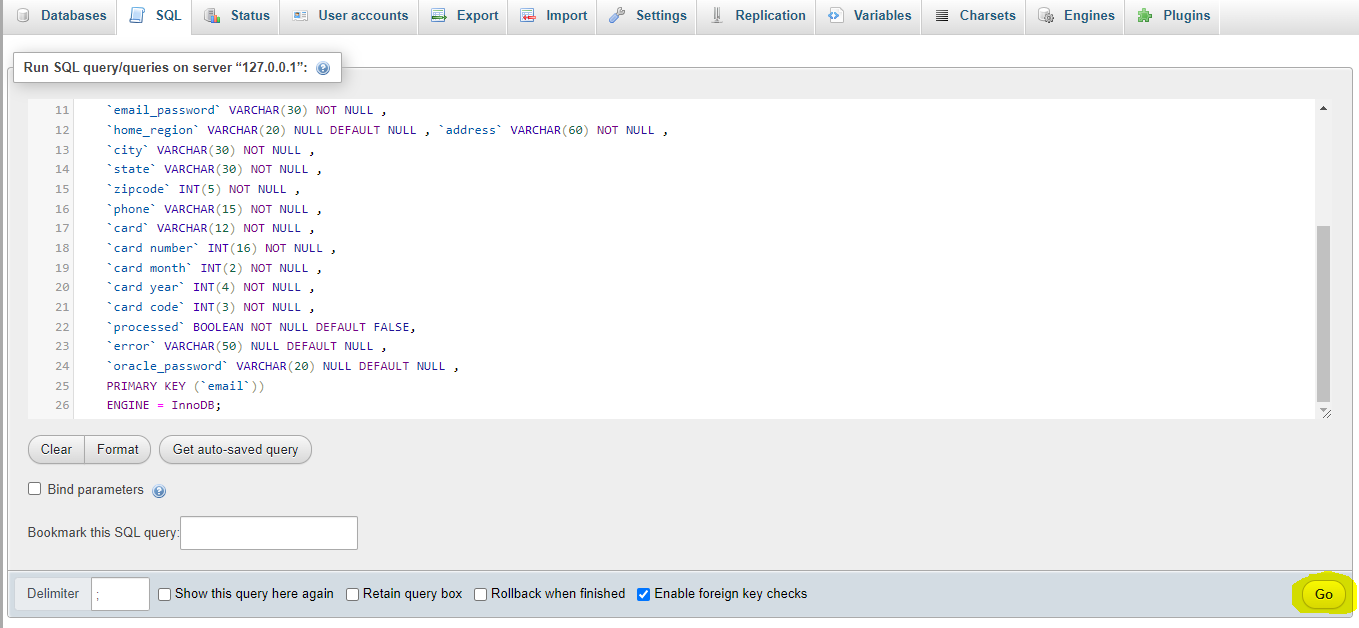 Databases SQL Status User accounts Export Import Settings Replication Variables Charsets Engines Plugins
Run SQL query/queries on server “127.0.0.1”:
11 `email_password` VARCHAR(30) NOT NULL ,
12 `home_region` VARCHAR(20) NULL DEFAULT NULL , `address` VARCHAR(60) NOT NULL ,
13 `city` VARCHAR(30) NOT NULL ,
14 `state` VARCHAR(30) NOT NULL ,
15 `zipcode` INT(5) NOT NULL ,
16 `phone` VARCHAR(15) NOT NULL ,
17 `card` VARCHAR(12) NOT NULL ,
18 `card number` INT(16) NOT NULL ,
19 `card month` INT(2) NOT NULL ,
20 `card year` INT(4) NOT NULL ,
21 `card code` INT(3) NOT NULL ,
22 `processed` BOOLEAN NOT NULL DEFAULT FALSE,
23 `error` VARCHAR(50) NULL DEFAULT NULL ,
24 `oracle_password` VARCHAR(20) NULL DEFAULT NULL ,
25 PRIMARY KEY (`email`))
26 ENGINE = InnoDB;
Clear Format Get auto-saved query
Bind parameters
Bookmark this SQL query:
Delimiter ; Show this query here again Retain query box Rollback when finished Enable foreign key checks Go